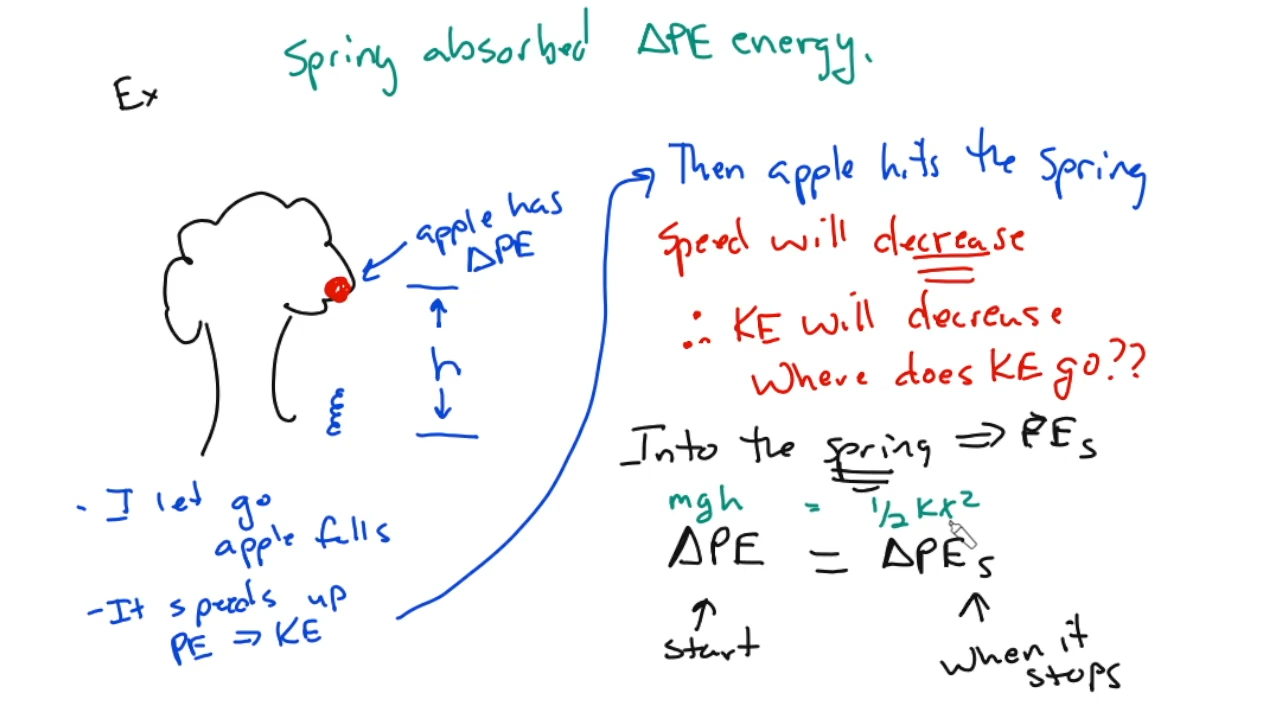 Spring absorbed ΔPE energy.
Ex
apple has
ΔPE
h
- I let go
apple falls
- It speeds up
PE ⇒ KE
Then apple hits the spring
Speed will decrease
∴ KE will decrease
Where does KE go??
Into the spring ⇒ PEs
mgh = 1/2 Kx²
ΔPE = ΔPEs
start
when it
stops